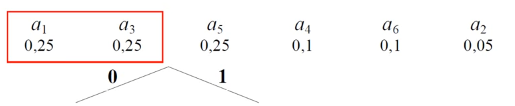 a₁ a₃ a₅ a₄ a₆ a₂
0,25 0,25 0,25 0,1 0,1 0,05
0 1